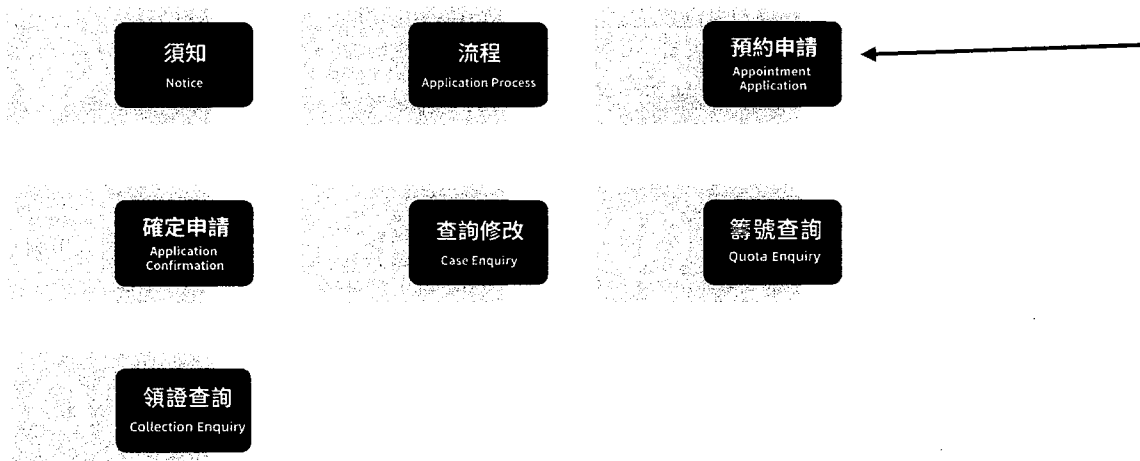 須知
Notice
流程
Application Process
預約申請
Appointment
Application
確定申請
Application
Confirmation
查詢修改
Case Enquiry
籌號查詢
Quota Enquiry
領證查詢
Collection Enquiry